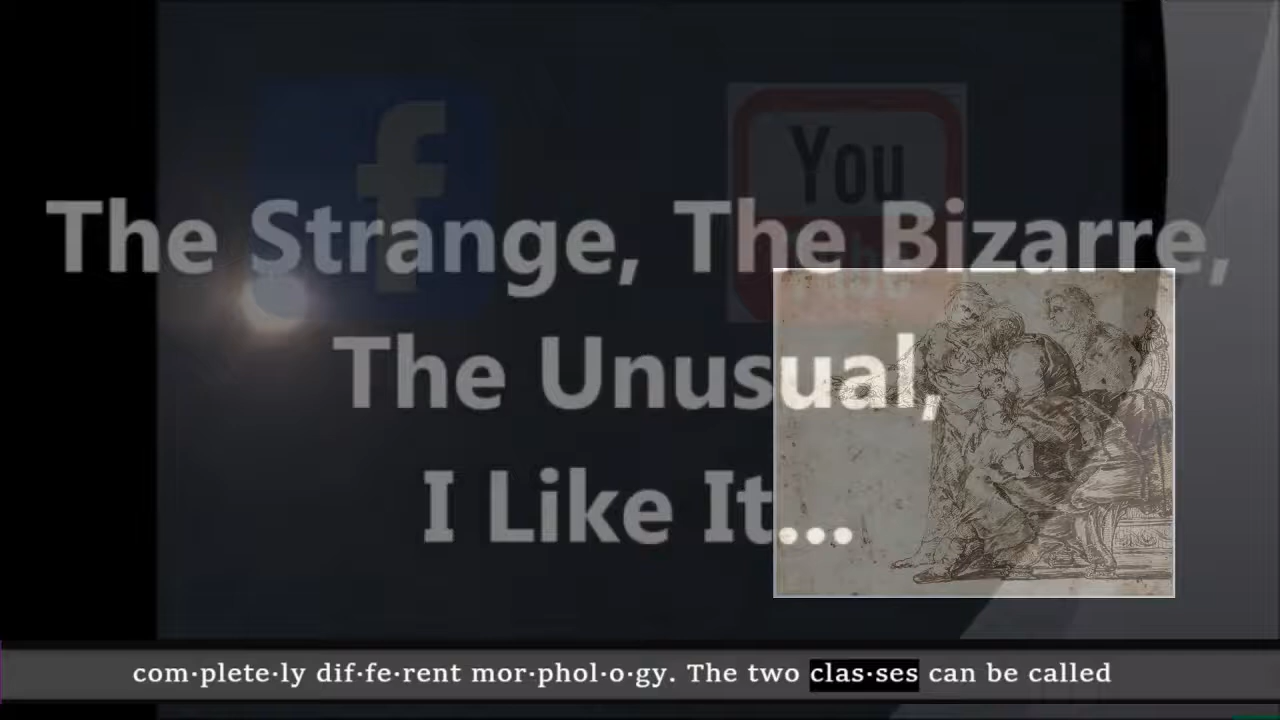 f
You
The Strange, The Bizarre,
The Unusual,
I Like It...
com·plete·ly dif·fe·rent mor·phol·o·gy. The two clas·ses can be called